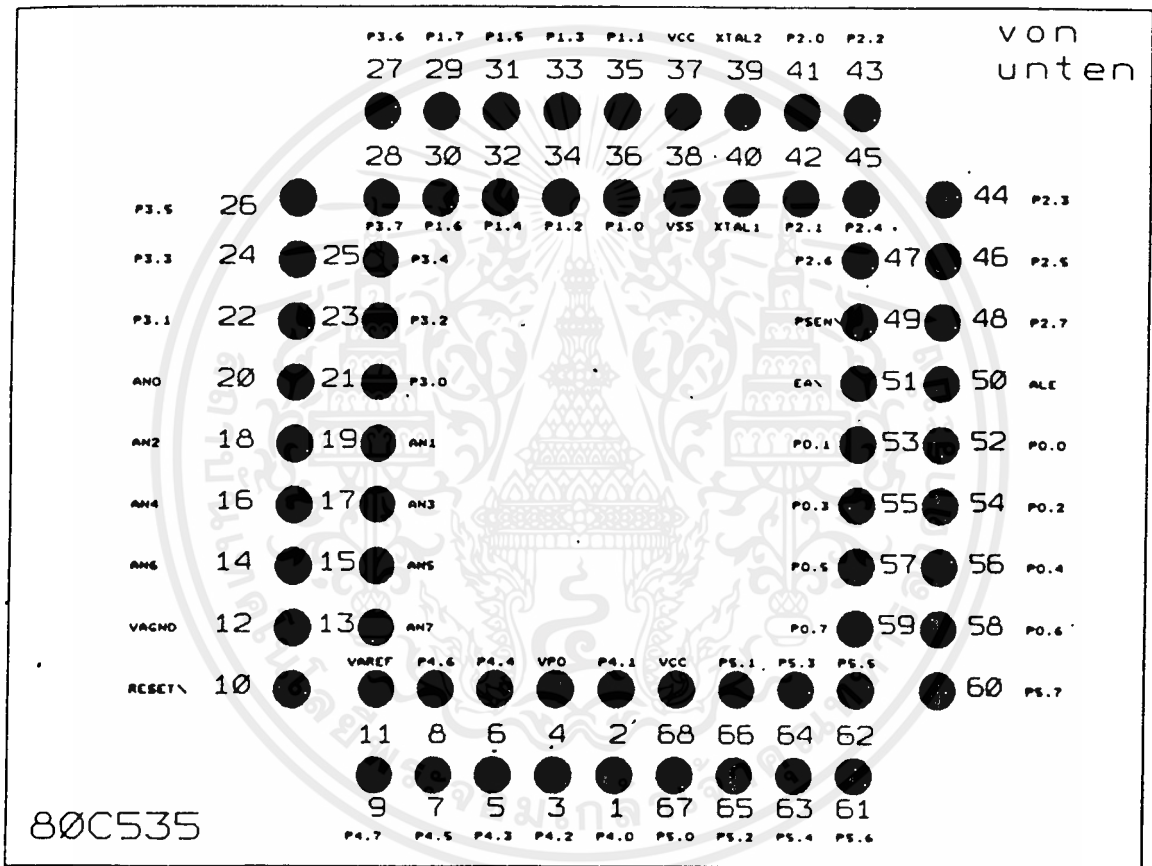 P3.6 P1.7 P1.5 P1.3 P1.1 VCC XTAL2 P2.0 P2.2
von
unten
27 29 31 33 35 37 39 41 43
28 30 32 34 36 38 40 42 45
P3.5 26 44 P2.3
P3.7 P1.6 P1.4 P1.2 P1.0 VSS XTAL1 P2.1 P2.4
P3.3 24 25 P3.4 P2.6 47 46 P2.5
P3.1 22 23 P3.2 PSEN\ 49 48 P2.7
AN0 20 21 P3.0 EA\ 51 50 ALE
AN2 18 19 AN1 P0.1 53 52 P0.0
AN4 16 17 AN3 P0.3 55 54 P0.2
AN6 14 15 AN5 P0.5 57 56 P0.4
VAGND 12 13 AN7 P0.7 59 58 P0.6
VAREF P4.6 P4.4 VPO P4.1 VCC P5.1 P5.3 P5.5
RESET\ 10 60 P5.7
11 8 6 4 2 68 66 64 62
9 7 5 3 1 67 65 63 61
P4.7 P4.5 P4.3 P4.2 P4.0 P5.0 P5.2 P5.4 P5.6
80C535